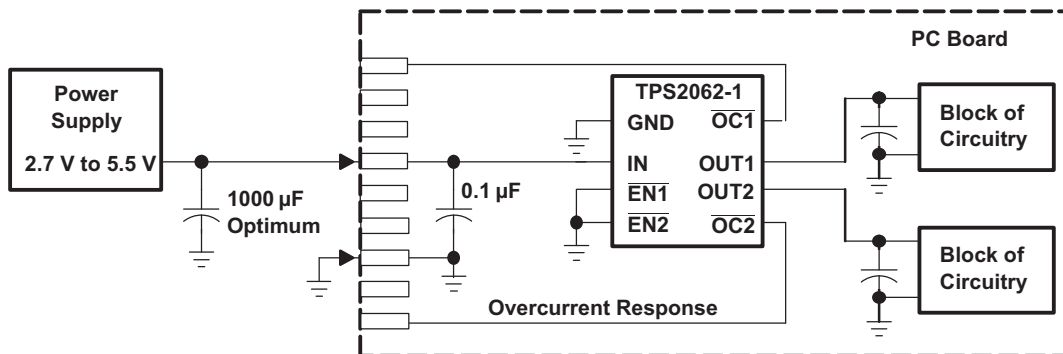 PC Board
Power
Supply
2.7 V to 5.5 V
1000 µF
Optimum
0.1 µF
TPS2062-1
GND
IN
EN1
EN2
OC1
OUT1
OUT2
OC2
Overcurrent Response
Block of
Circuitry
Block of
Circuitry